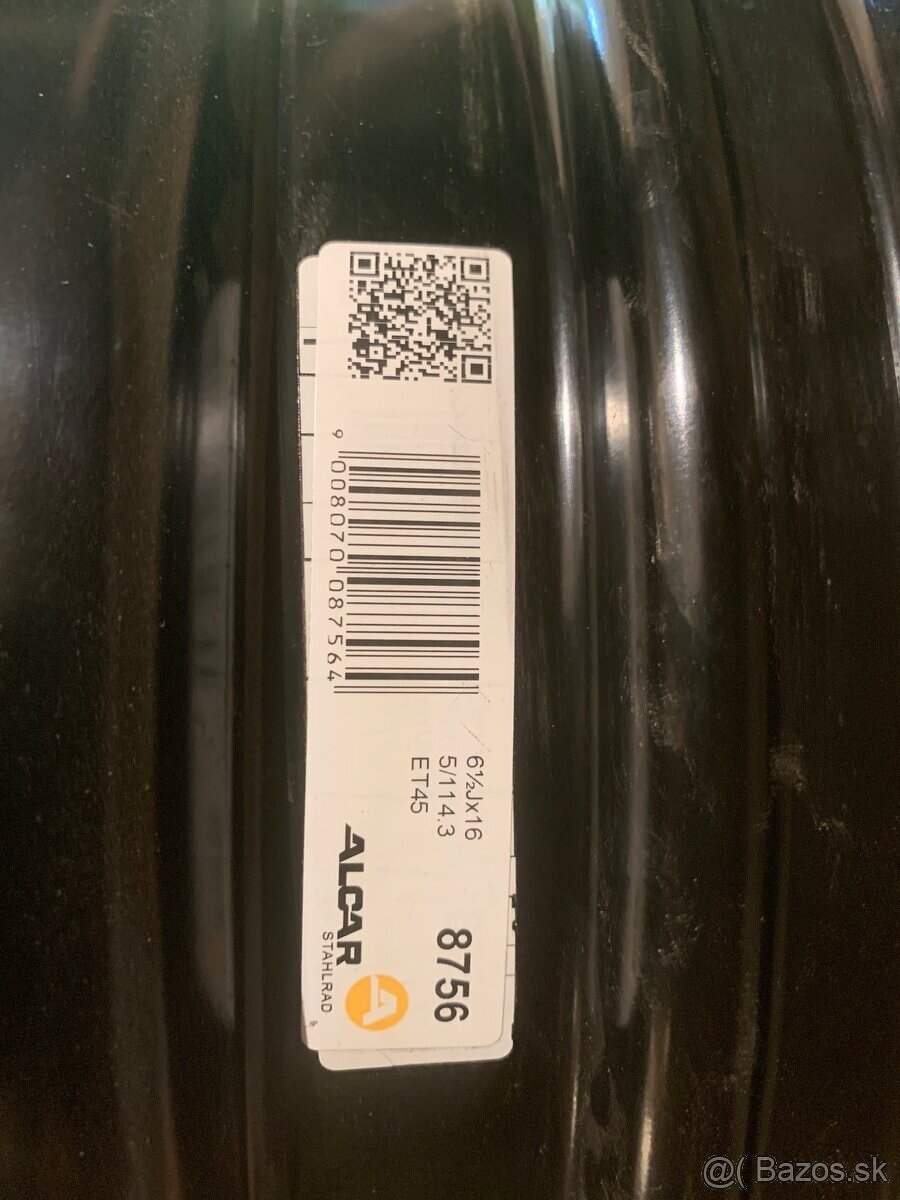 9 008070 087564
6½Jx16
5/114.3
ET45
8756
ALCAR
STAHLRAD
@( Bazos.sk